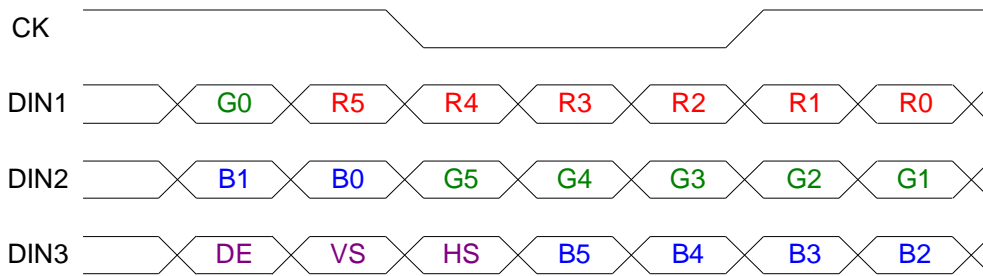 CK
DIN1 G0 R5 R4 R3 R2 R1 R0
DIN2 B1 B0 G5 G4 G3 G2 G1
DIN3 DE VS HS B5 B4 B3 B2